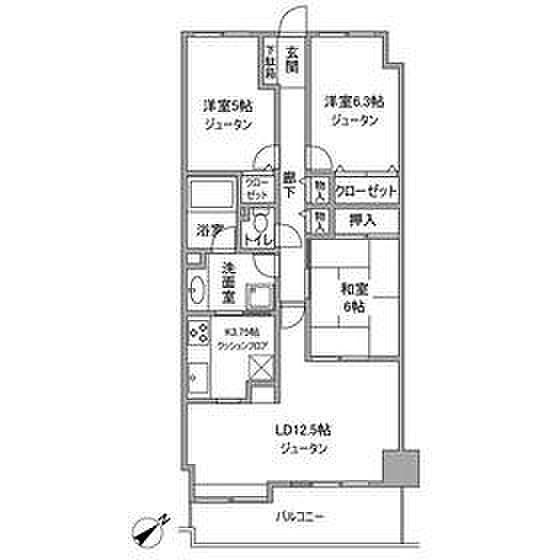 下駄箱
玄関
洋室5帖
ジュータン
洋室6.3帖
ジュータン
廊下
クローゼット
物入
クローゼット
物入
押入
浴室
トイレ
洗面室
和室
6帖
K3.75帖
クッションフロア
LD12.5帖
ジュータン
バルコニー
N